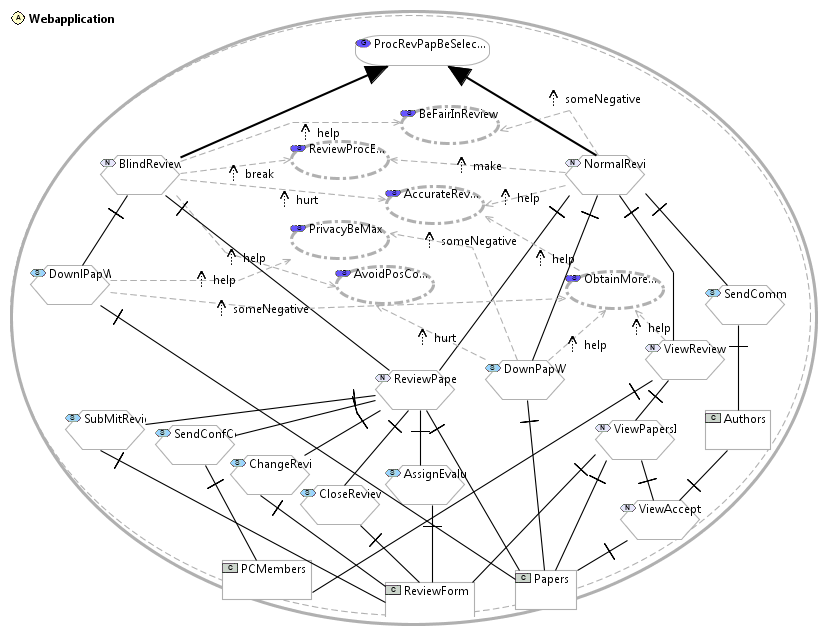 A Webapplication
G ProcRevPapBeSelec...
S BeFairInReview
someNegative
help
S ReviewProcE...
N BlindReview
make
N NormalRevi
break
S AccurateRev...
help
hurt
S PrivacyBeMax
someNegative
help
help
S DownlPapW
help
S AvoidPosCo...
S ObtainMore...
S SendComm
someNegative
hurt
help
help
N ViewReview
N ReviewPape
S DownPapW
S SubMitRevi
S SendConfC
N ViewPapersI
C Authors
S ChangeRevi
S AssignEvalu
S CloseReview
N ViewAccept
C PCMembers
C ReviewForm
C Papers